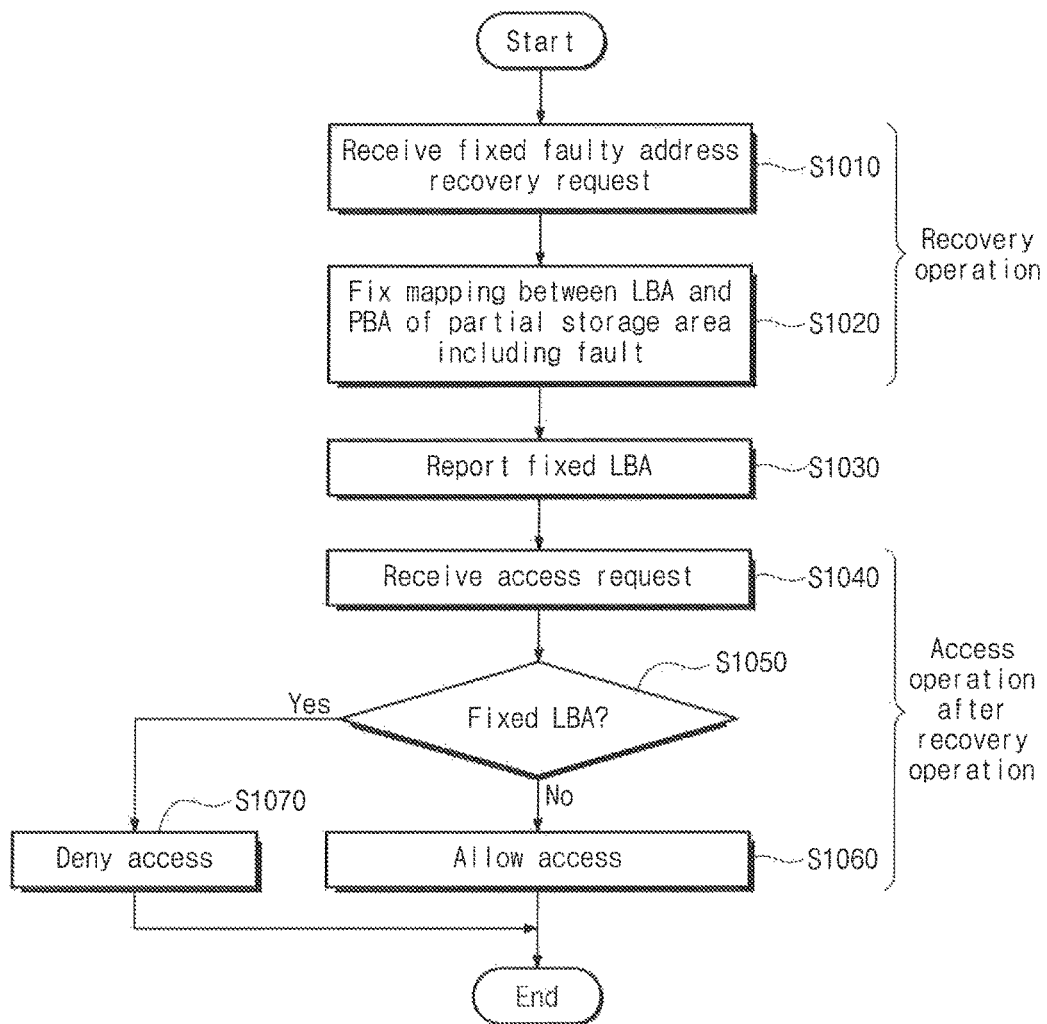 Start
Receive fixed faulty address
recovery request
S1010
Recovery
operation
Fix mapping between LBA and
PBA of partial storage area
including fault
S1020
Report fixed LBA
S1030
Receive access request
S1040
S1050
Fixed LBA?
Yes
No
Access
operation
after
recovery
operation
S1070
Deny access
Allow access
S1060
End